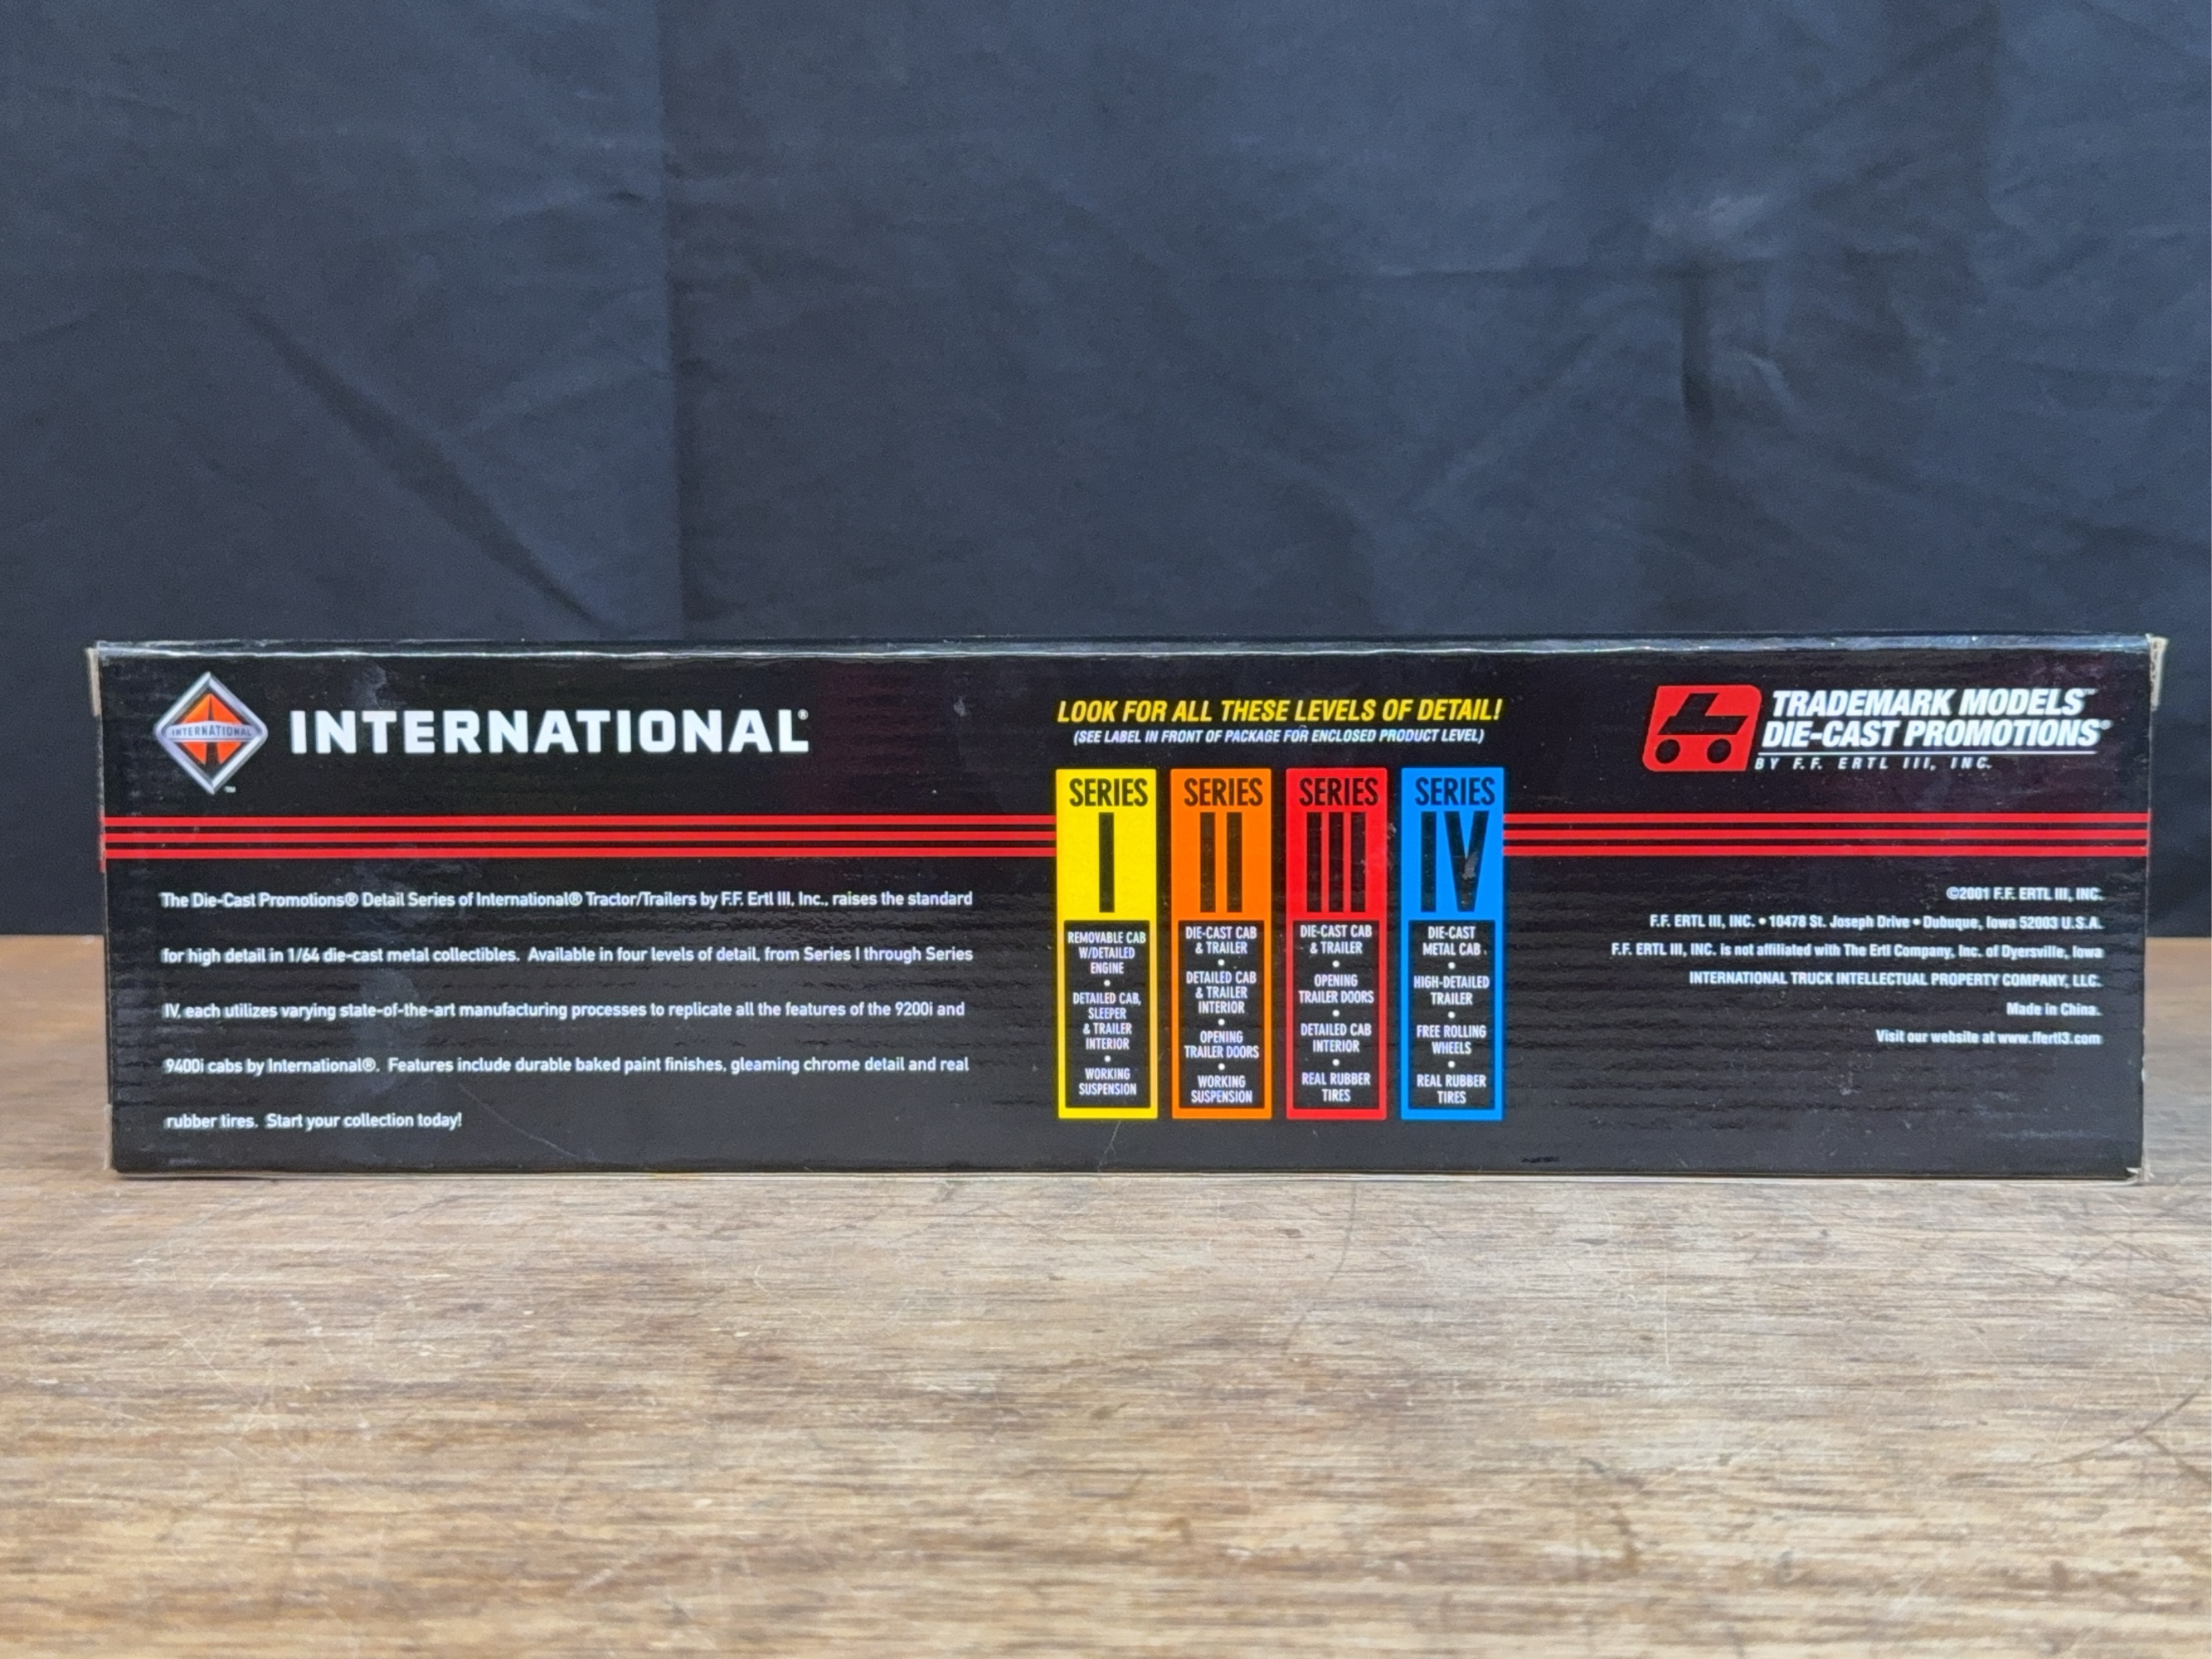 INTERNATIONAL
INTERNATIONAL®
™
The Die-Cast Promotions® Detail Series of International® Tractor/Trailers by F.F. Ertl III, Inc., raises the standard
for high detail in 1/64 die-cast metal collectibles. Available in four levels of detail, from Series I through Series
IV, each utilizes varying state-of-the-art manufacturing processes to replicate all the features of the 9200i and
9400i cabs by International®. Features include durable baked paint finishes, gleaming chrome detail and real
rubber tires. Start your collection today!
LOOK FOR ALL THESE LEVELS OF DETAIL!
(SEE LABEL IN FRONT OF PACKAGE FOR ENCLOSED PRODUCT LEVEL)
SERIES
I
REMOVABLE CAB
W/DETAILED
ENGINE
•
DETAILED CAB,
SLEEPER
& TRAILER
INTERIOR
•
WORKING
SUSPENSION
SERIES
II
DIE-CAST CAB
& TRAILER
•
DETAILED CAB
& TRAILER
INTERIOR
•
OPENING
TRAILER DOORS
•
WORKING
SUSPENSION
SERIES
III
DIE-CAST CAB
& TRAILER
•
OPENING
TRAILER DOORS
•
DETAILED CAB
INTERIOR
•
REAL RUBBER
TIRES
SERIES
IV
DIE-CAST
METAL CAB
•
HIGH-DETAILED
TRAILER
•
FREE ROLLING
WHEELS
•
REAL RUBBER
TIRES
TRADEMARK MODELS™
DIE-CAST PROMOTIONS®
BY F.F. ERTL III, INC.
©2001 F.F. ERTL III, INC.
F.F. ERTL III, INC. • 10478 St. Joseph Drive • Dubuque, Iowa 52003 U.S.A.
F.F. ERTL III, INC. is not affiliated with The Ertl Company, Inc. of Dyersville, Iowa
INTERNATIONAL TRUCK INTELLECTUAL PROPERTY COMPANY, LLC.
Made in China.
Visit our website at www.ffertl3.com